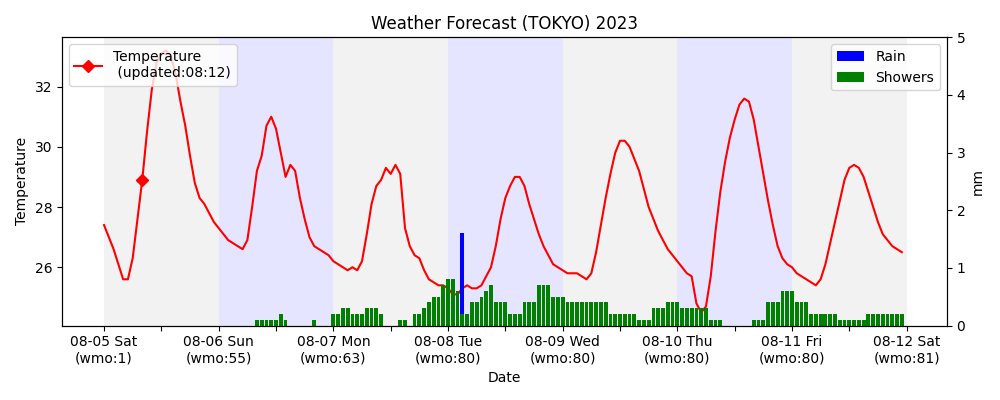 Weather Forecast (TOKYO) 2023
Temperature
(updated:08:12)
Rain
Showers
Temperature
32
30
28
26
5
4
3
2
1
0
mm
08-05 Sat
(wmo:1)
08-06 Sun
(wmo:55)
08-07 Mon
(wmo:63)
08-08 Tue
(wmo:80)
08-09 Wed
(wmo:80)
08-10 Thu
(wmo:80)
08-11 Fri
(wmo:80)
08-12 Sat
(wmo:81)
Date